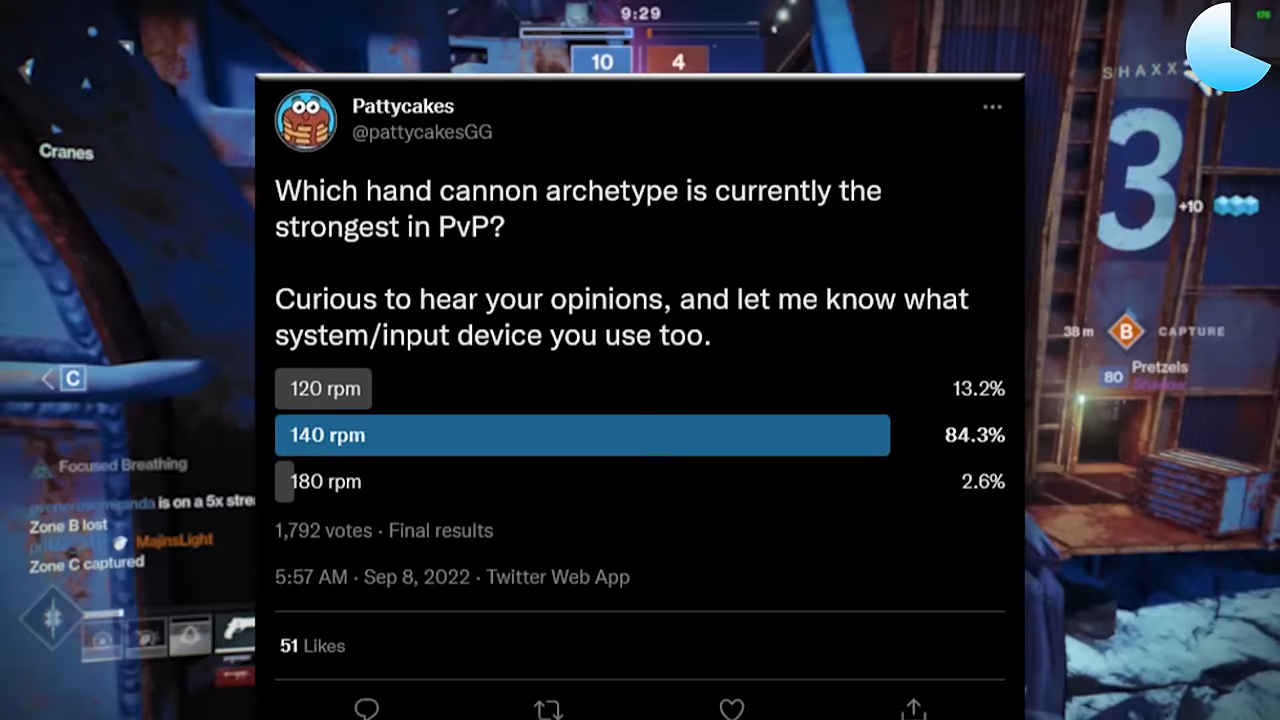 9:29
10
4
176
SHAXX
3
Cranes
+10
Pattycakes
@pattycakesGG
Which hand cannon archetype is currently the
strongest in PvP?
Curious to hear your opinions, and let me know what
system/input device you use too.
120 rpm 13.2%
140 rpm 84.3%
180 rpm 2.6%
1,792 votes · Final results
5:57 AM · Sep 8, 2022 · Twitter Web App
51 Likes
38 m
B
CAPTURE
80
Pretzels
Shadow
C
Focused Breathing
is on a 5x stre
Zone B lost
MajinsLight
Zone C captured